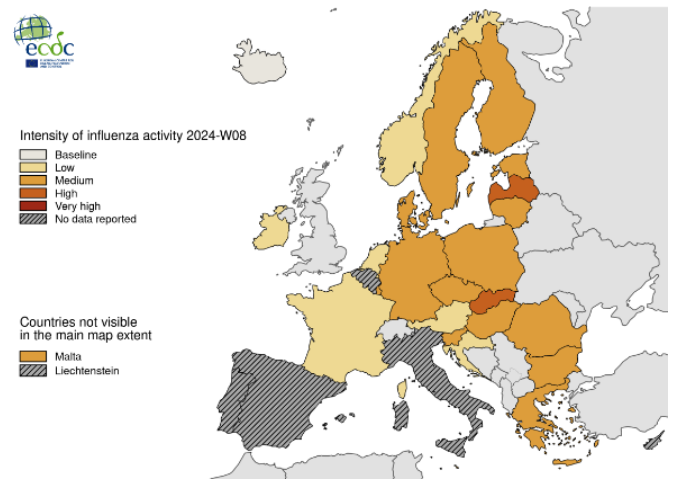 ecdc
Intensity of influenza activity 2024-W08
Baseline
Low
Medium
High
Very high
No data reported
Countries not visible
in the main map extent
Malta
Liechtenstein